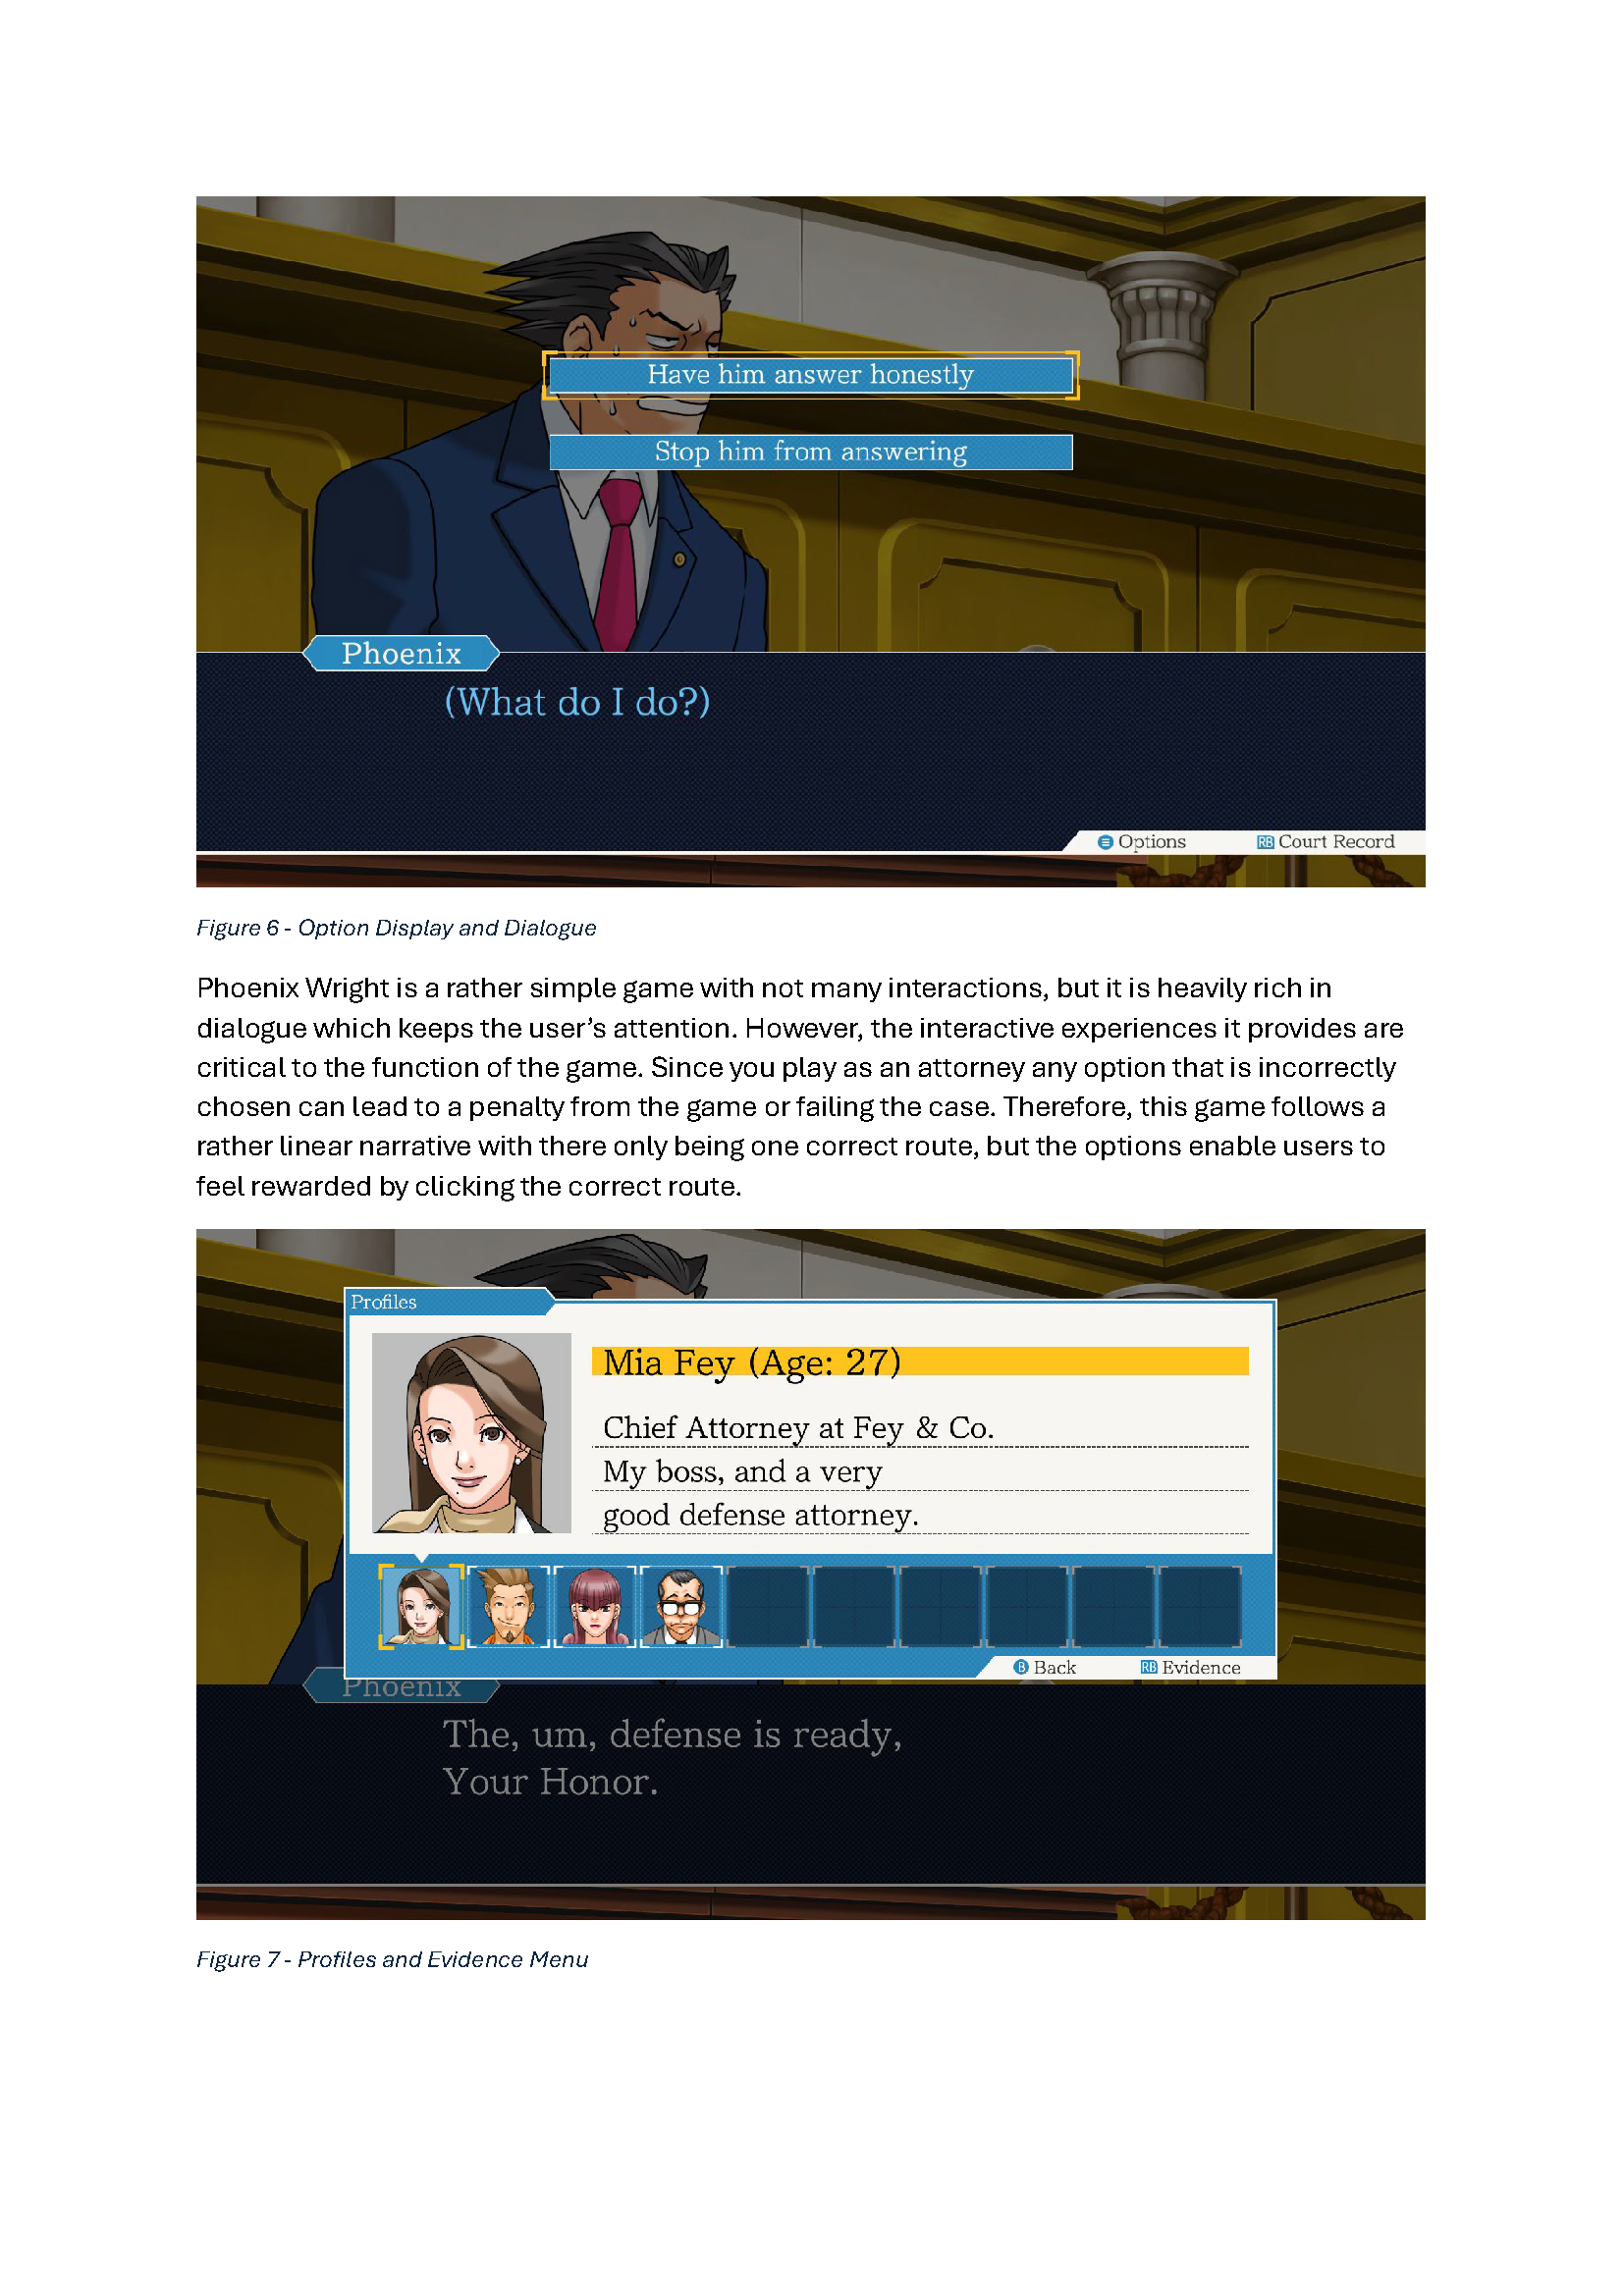 Have him answer honestly
Stop him from answering
Phoenix
(What do I do?)
Options
RB Court Record
Figure 6 - Option Display and Dialogue
Phoenix Wright is a rather simple game with not many interactions, but it is heavily rich in
dialogue which keeps the user’s attention. However, the interactive experiences it provides are
critical to the function of the game. Since you play as an attorney any option that is incorrectly
chosen can lead to a penalty from the game or failing the case. Therefore, this game follows a
rather linear narrative with there only being one correct route, but the options enable users to
feel rewarded by clicking the correct route.
Profiles
Mia Fey (Age: 27)
Chief Attorney at Fey & Co.
My boss, and a very
good defense attorney.
B Back
RB Evidence
Phoenix
The, um, defense is ready,
Your Honor.
Figure 7 - Profiles and Evidence Menu